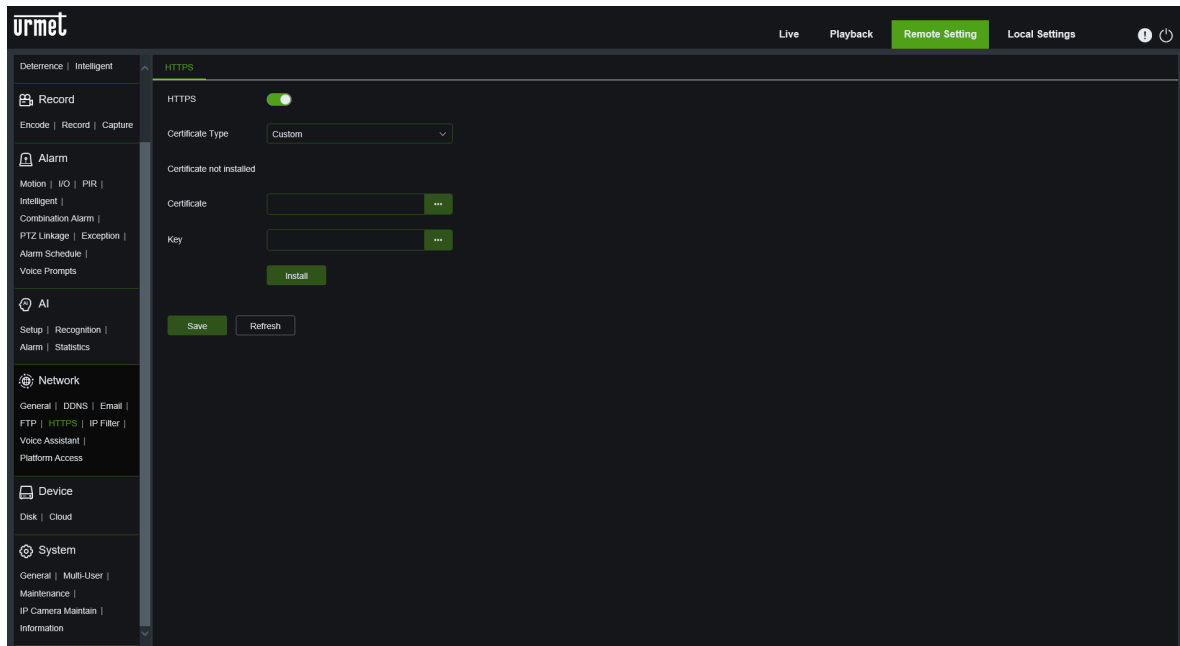 urmet
Live Playback Remote Setting Local Settings
Deterrence | Intelligent
Record
Encode | Record | Capture
Alarm
Motion | I/O | PIR |
Intelligent |
Combination Alarm |
PTZ Linkage | Exception |
Alarm Schedule |
Voice Prompts
AI
Setup | Recognition |
Alarm | Statistics
Network
General | DDNS | Email |
FTP | HTTPS | IP Filter |
Voice Assistant |
Platform Access
Device
Disk | Cloud
System
General | Multi-User |
Maintenance |
IP Camera Maintain |
Information
HTTPS
HTTPS
Certificate Type Custom
Certificate not installed
Certificate ...
Key ...
Install
Save Refresh